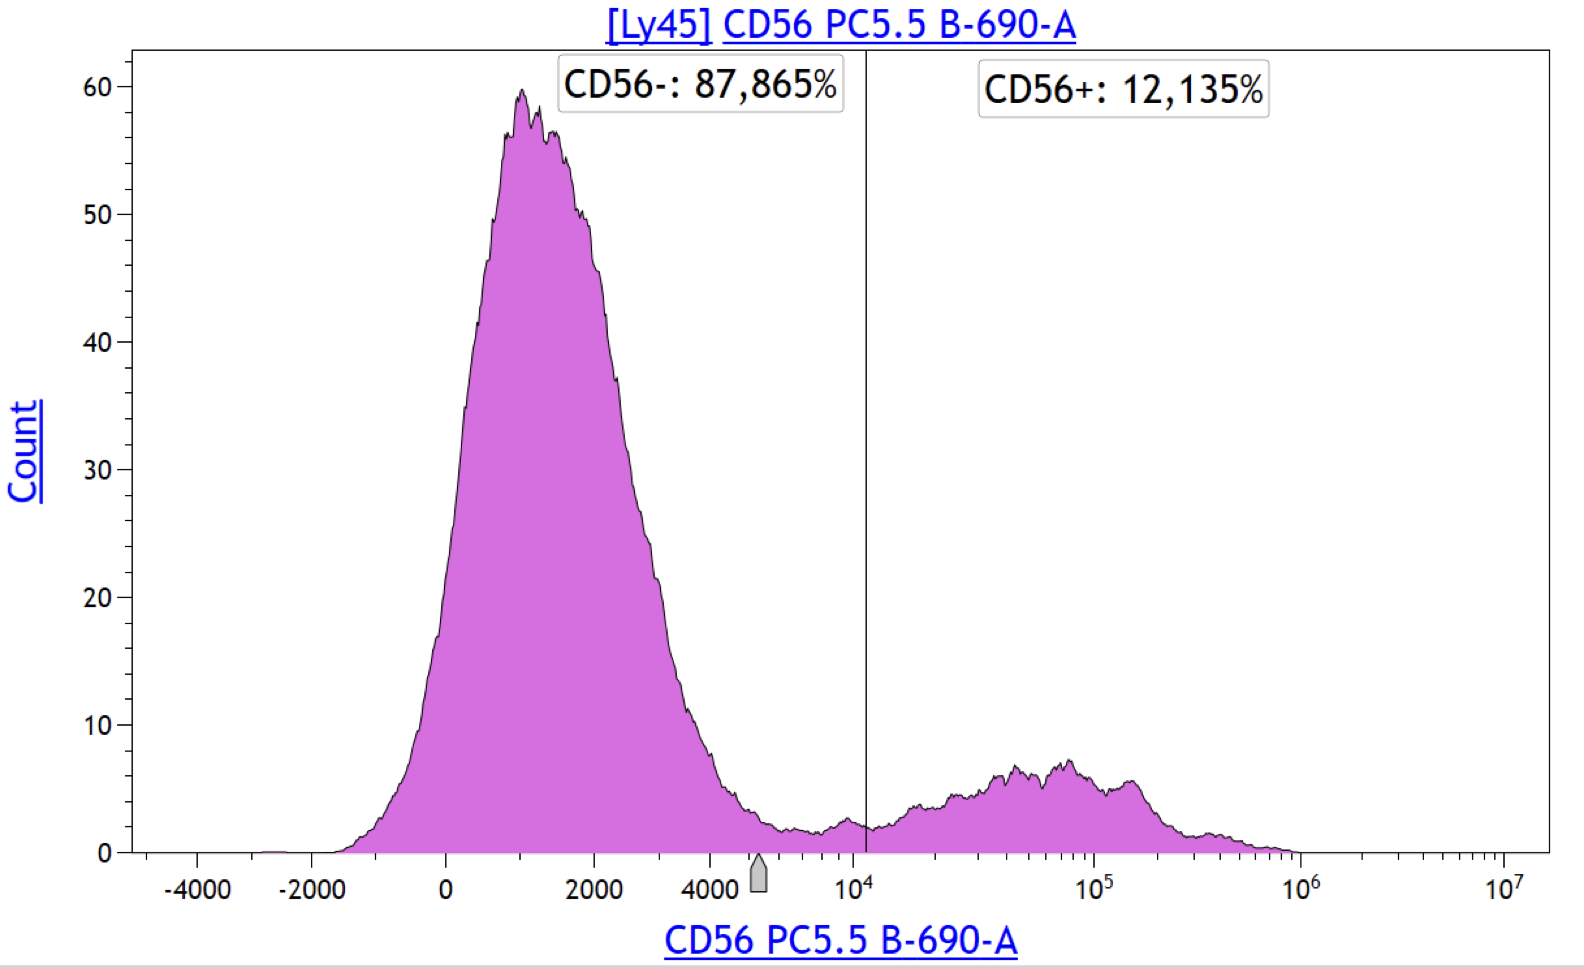 [Ly45] CD56 PC5.5 B-690-A
CD56-: 87,865%
CD56+: 12,135%
Count
60
50
40
30
20
10
0
-4000 -2000 0 2000 4000 10⁴ 10⁵ 10⁶ 10⁷
CD56 PC5.5 B-690-A